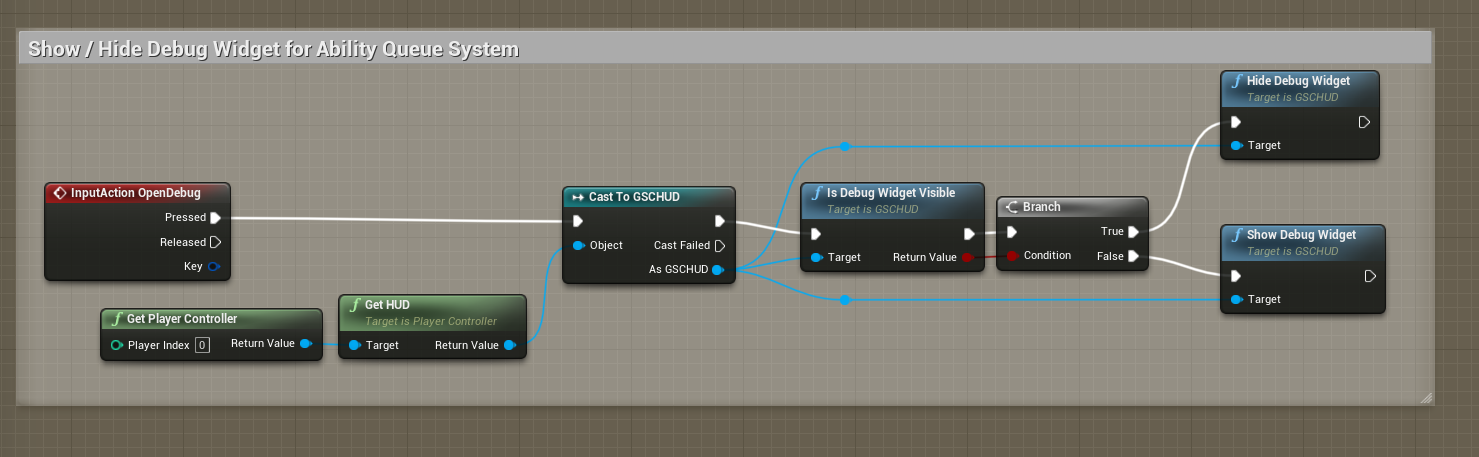 Show / Hide Debug Widget for Ability Queue System
Hide Debug Widget
Target is GSCHUD
Target
InputAction OpenDebug
Pressed
Released
Key
Cast To GSCHUD
Object
Cast Failed
As GSCHUD
Is Debug Widget Visible
Target is GSCHUD
Target
Return Value
Branch
True
Condition
False
Show Debug Widget
Target is GSCHUD
Target
Get Player Controller
Player Index 0
Return Value
Get HUD
Target is Player Controller
Target
Return Value